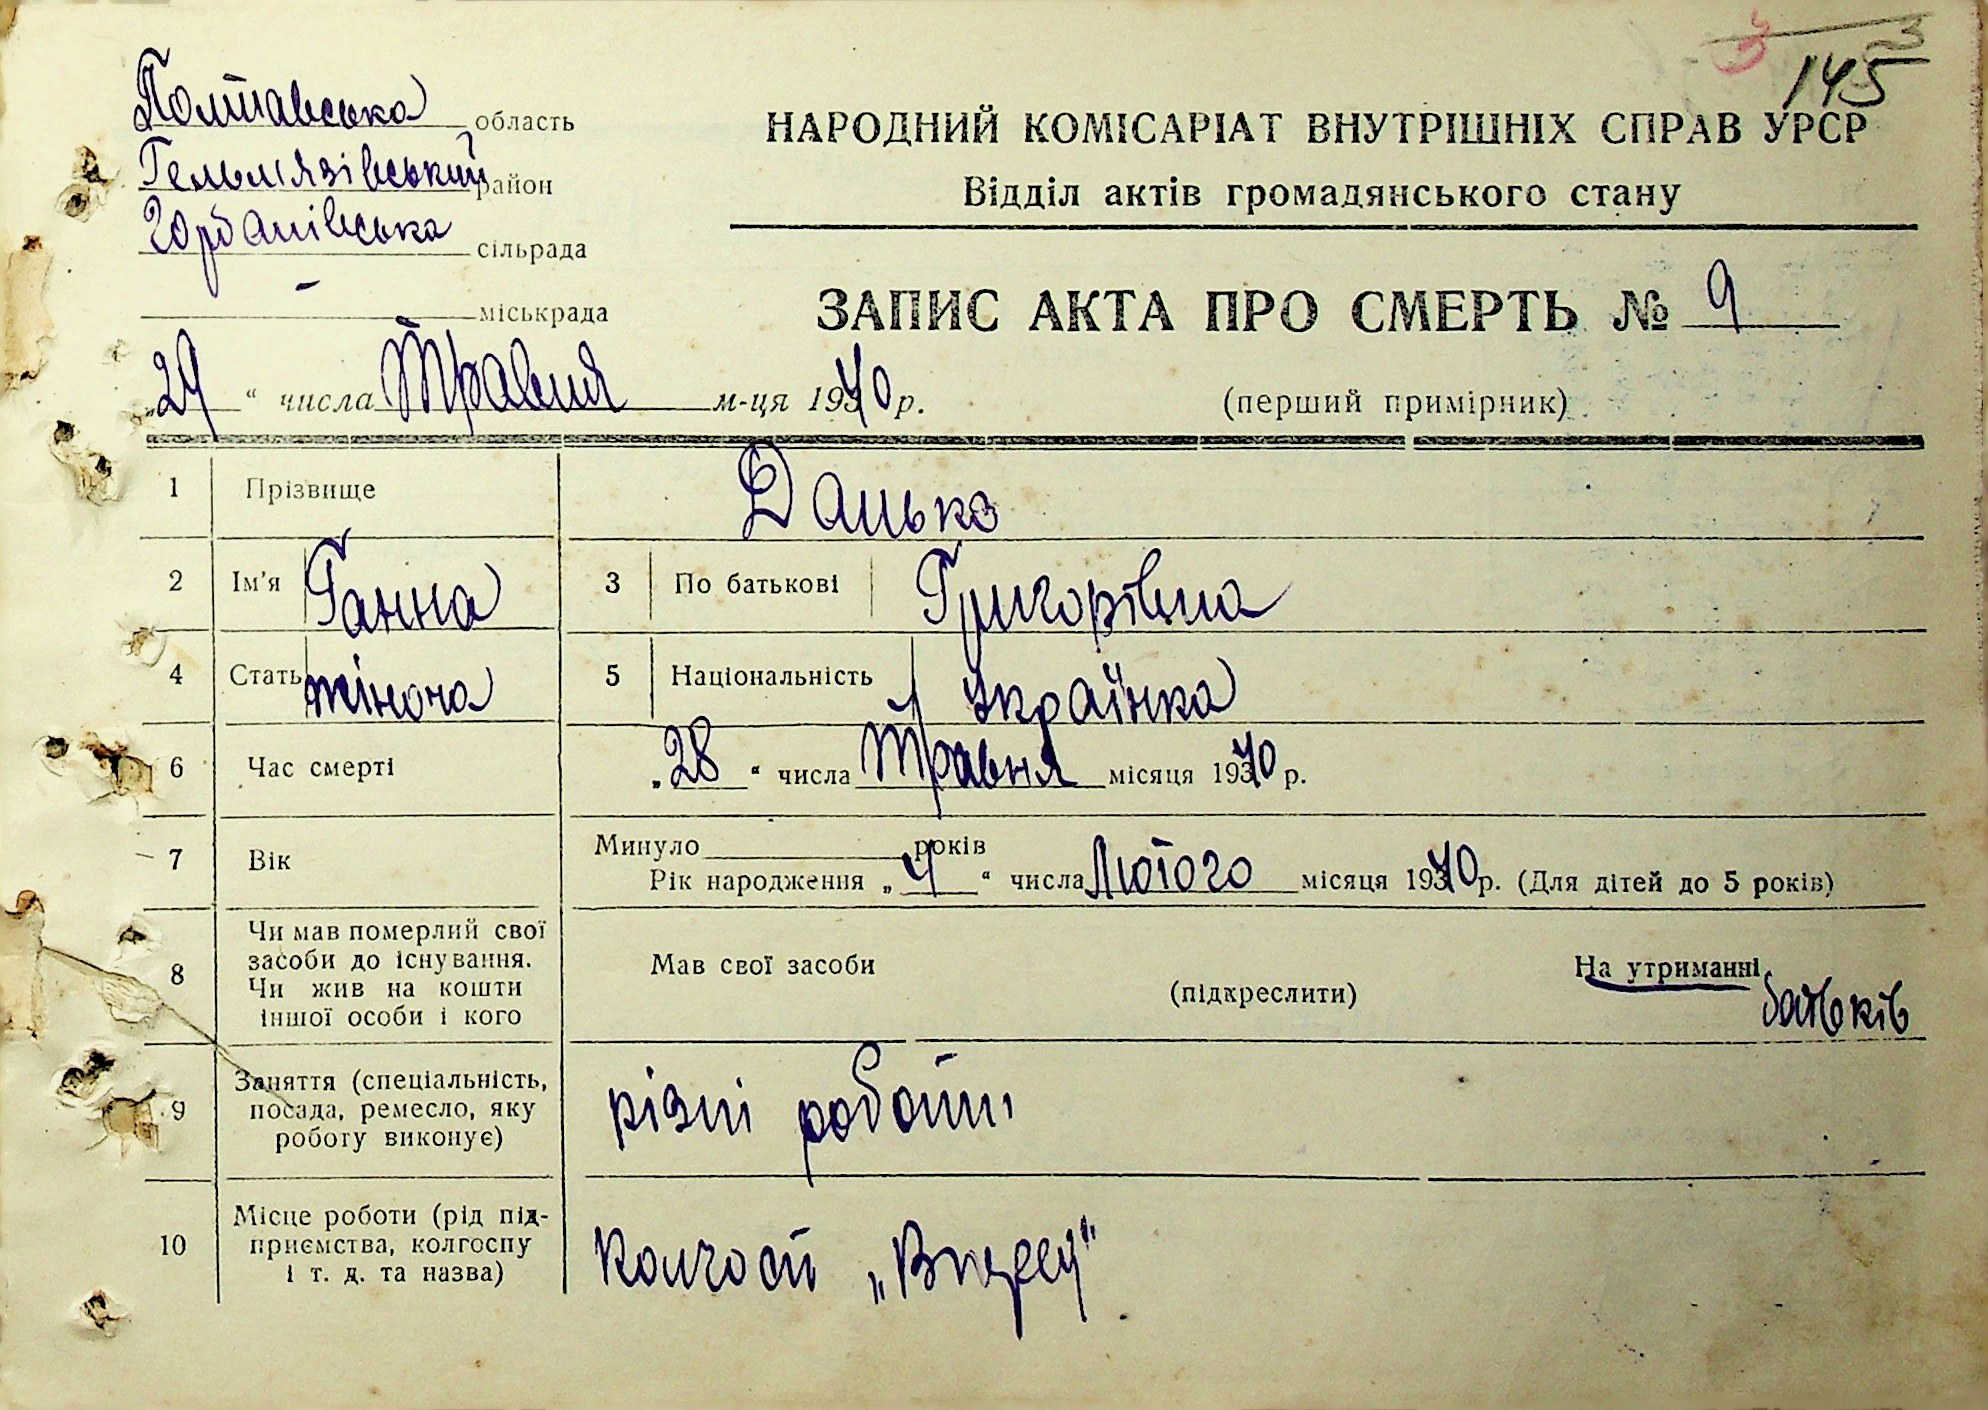 3
3
145
Полтавська область
Гельмязівський район
Горбанівська сільрада
- міськрада
НАРОДНИЙ КОМІСАРІАТ ВНУТРІШНІХ СПРАВ УРСР
Відділ актів громадянського стану
ЗАПИС АКТА ПРО СМЕРТЬ № 9
„29“ числа Травня м-ця 1940 р.
(перший примірник)
1 Прізвище Данько
2 Ім'я Ганна 3 По батькові Григорівна
4 Стать жіноча 5 Національність Українка
6 Час смерті „28“ числа Травня місяця 1940 р.
7 Вік Минуло років
Рік народження „4“ числа Лютого місяця 1940 р. (Для дітей до 5 років)
8 Чи мав померлий свої засоби до існування. Чи жив на кошти іншої особи і кого
Мав свої засоби
(підкреслити)
На утриманні батьків
9 Заняття (спеціальність, посада, ремесло, яку роботу виконує) різні роботи
10 Місце роботи (рід підприємства, колгоспу і т. д. та назва) Колгосп